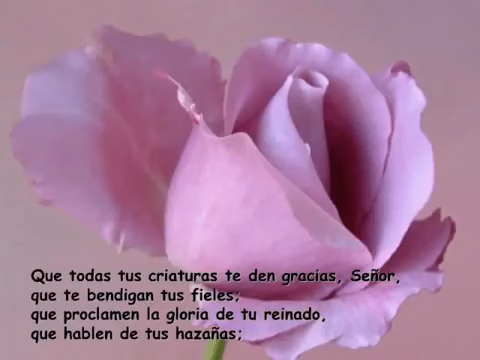 Que todas tus criaturas te den gracias, Señor,
que te bendigan tus fieles;
que proclamen la gloria de tu reinado,
que hablen de tus hazañas;